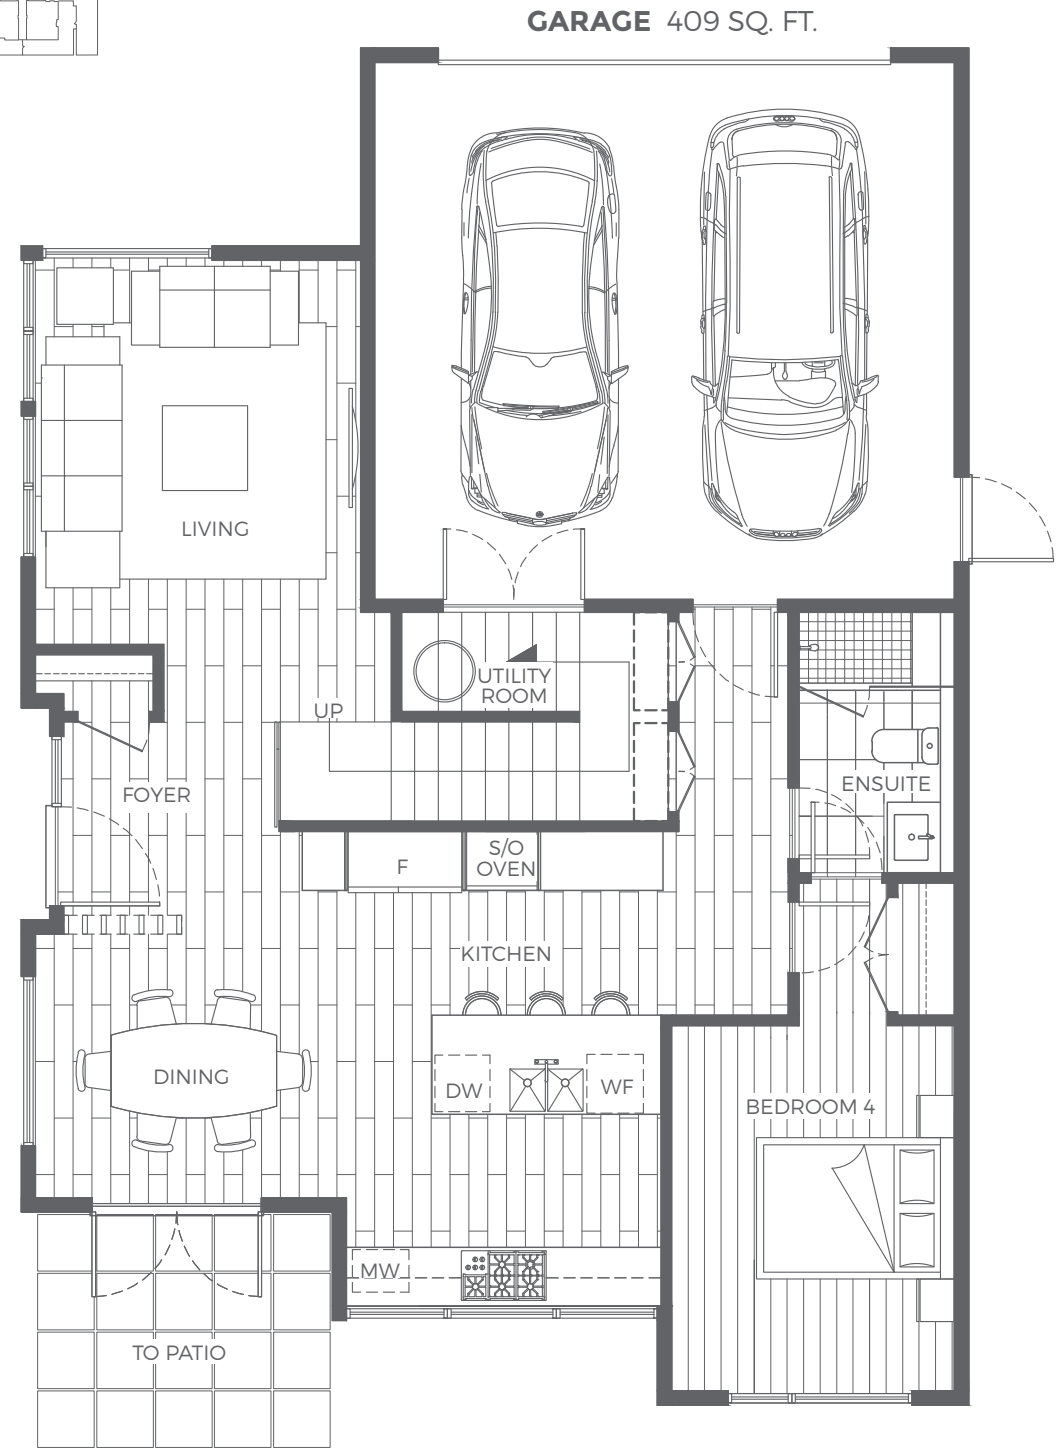 GARAGE 409 SQ. FT.
LIVING
UTILITY
ROOM
UP
ENSUITE
FOYER
S/O
OVEN
F
KITCHEN
DINING
DW
WF
BEDROOM 4
MW
TO PATIO